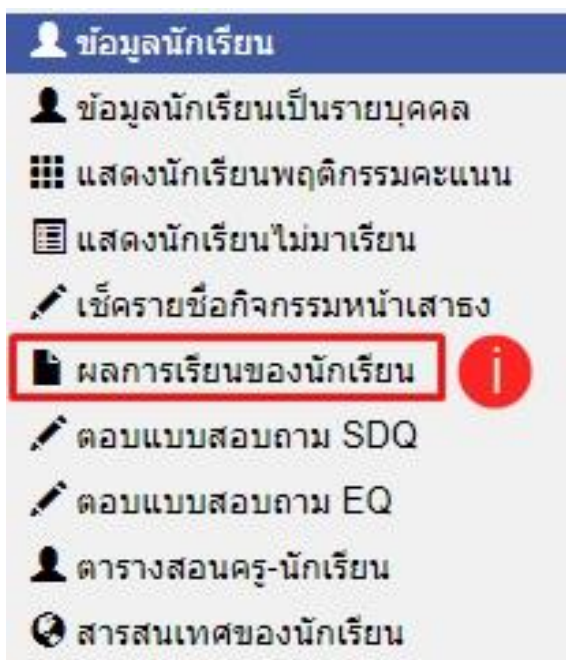 ข้อมูลนักเรียน
ข้อมูลนักเรียนเป็นรายบุคคล
แสดงนักเรียนพฤติกรรมคะแนน
แสดงนักเรียนไม่มาเรียน
เช็ครายชื่อกิจกรรมหน้าเสาธง
ผลการเรียนของนักเรียน i
ตอบแบบสอบถาม SDQ
ตอบแบบสอบถาม EQ
ตารางสอนครู-นักเรียน
สารสนเทศของนักเรียน